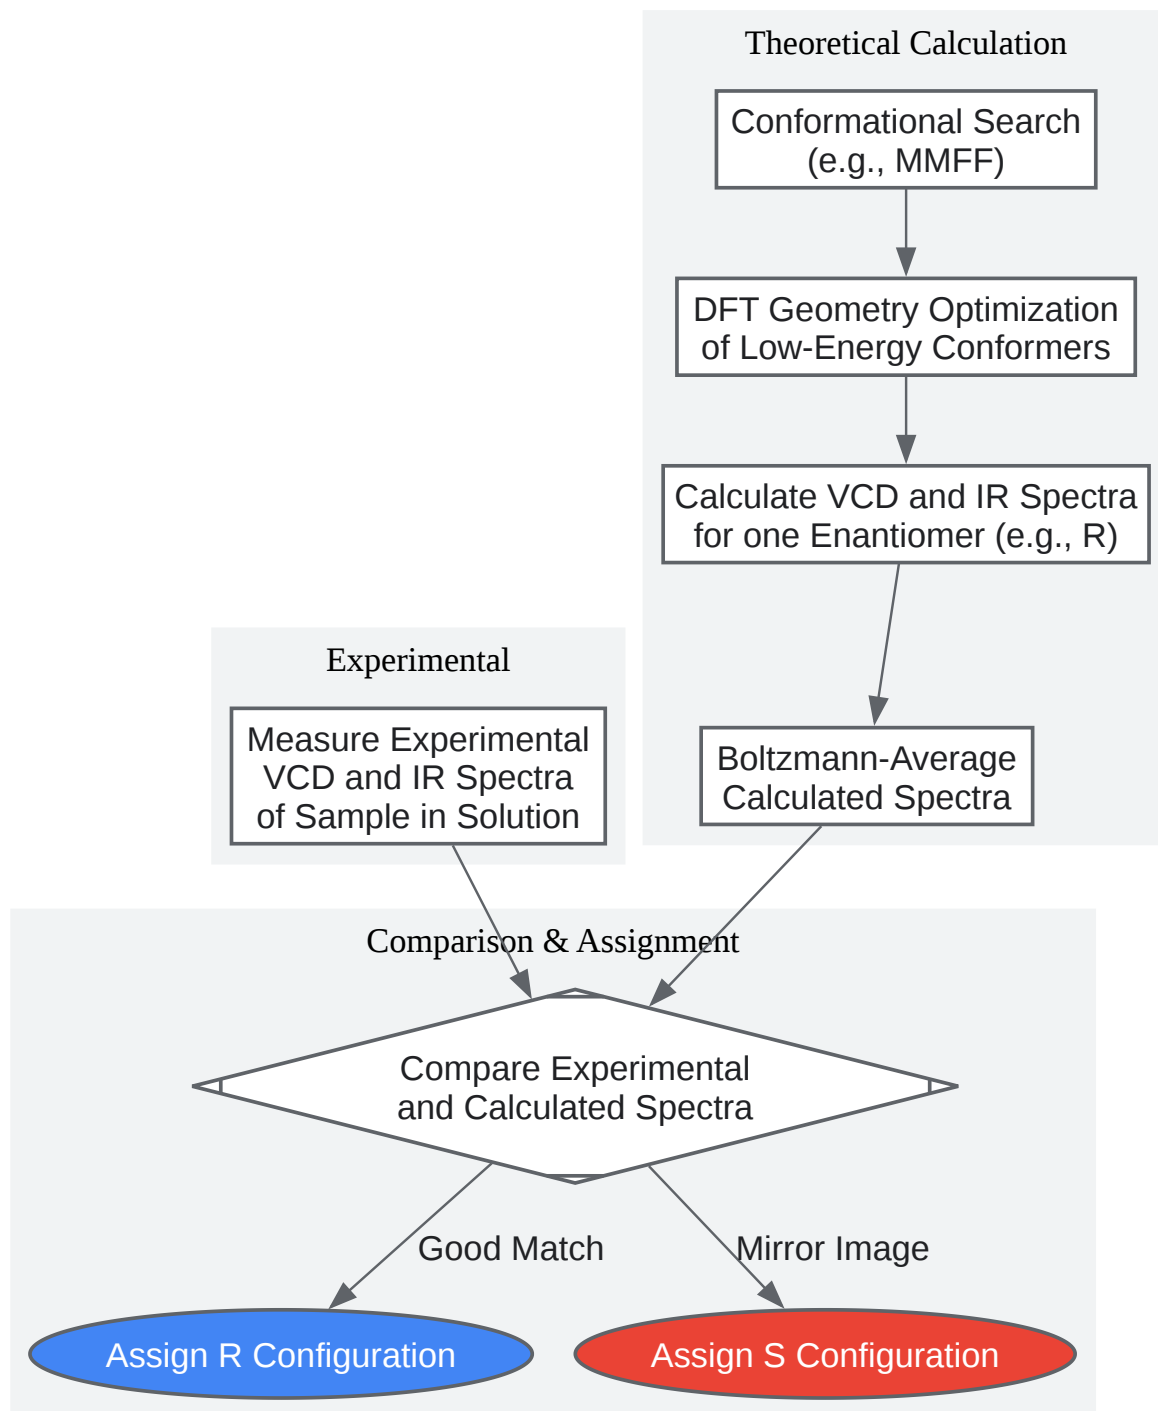 Theoretical Calculation
Conformational Search
(e.g., MMFF)
DFT Geometry Optimization
of Low-Energy Conformers
Calculate VCD and IR Spectra
for one Enantiomer (e.g., R)
Experimental
Measure Experimental
VCD and IR Spectra
of Sample in Solution
Boltzmann-Average
Calculated Spectra
Comparison & Assignment
Compare Experimental
and Calculated Spectra
Good Match
Mirror Image
Assign R Configuration
Assign S Configuration